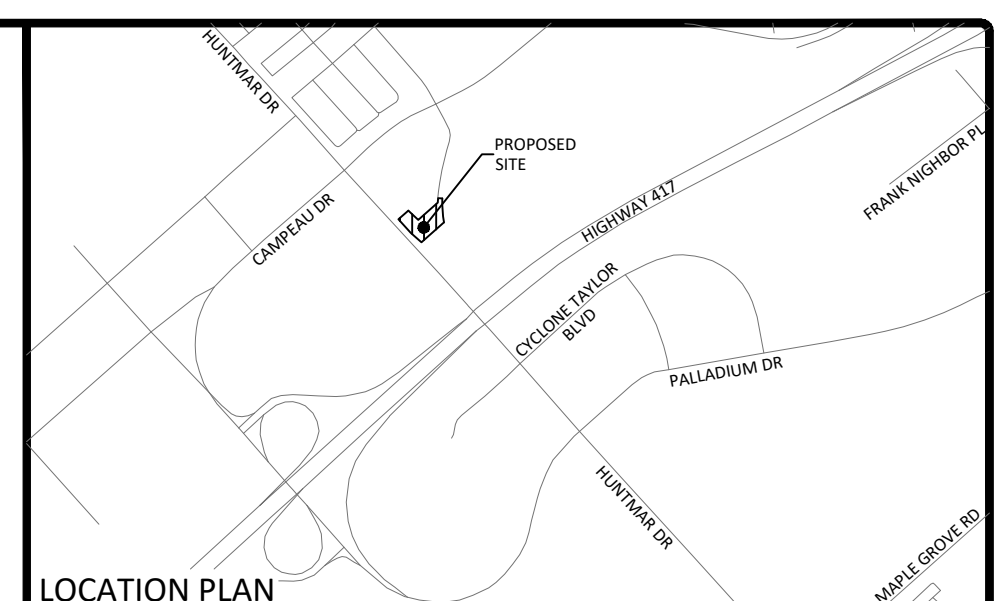 HUNTMAR DR
PROPOSED
SITE
FRANK NIGHBOR PL
HIGHWAY 417
CAMPEAU DR
CYCLONE TAYLOR
BLVD
PALLADIUM DR
HUNTMAR DR
MAPLE GROVE RD
LOCATION PLAN